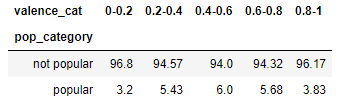 valence_cat 0-0.2 0.2-0.4 0.4-0.6 0.6-0.8 0.8-1
pop_category
not popular 96.8 94.57 94.0 94.32 96.17
popular 3.2 5.43 6.0 5.68 3.83